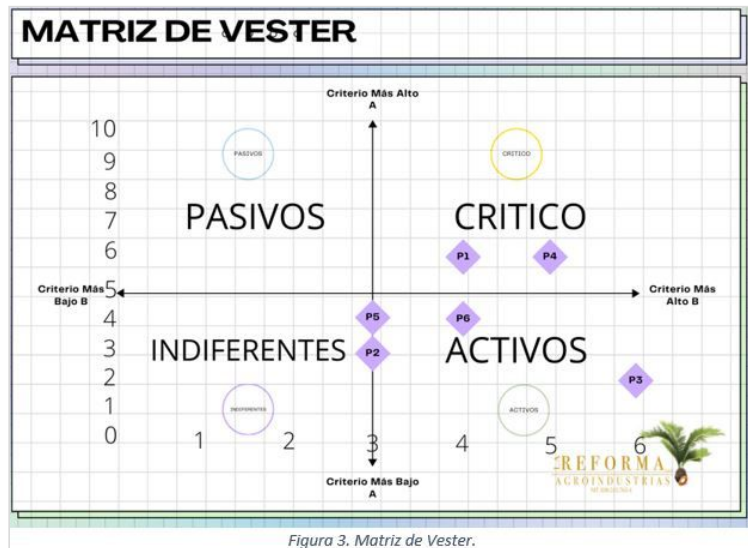 MATRIZ DE VESTER
Criterio Más Alto
A
10
9
8
7
6
5
4
3
2
1
0
PASIVOS
CRITICO
PASIVOS
CRITICO
P1
P4
Criterio Más
Bajo B
Criterio Más
Alto B
P5
P6
INDIFERENTES
P2
ACTIVOS
P3
INDIFERENTES
ACTIVOS
1
2
3
4
5
6
Criterio Más Bajo
A
REFORMA
AGROINDUSTRIAS
Figura 3. Matriz de Vester.